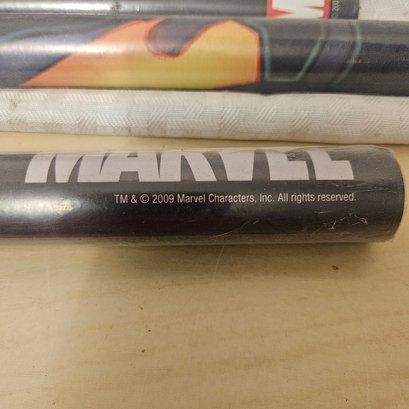 MARVEL
TM & © 2009 Marvel Characters, Inc. All rights reserved.